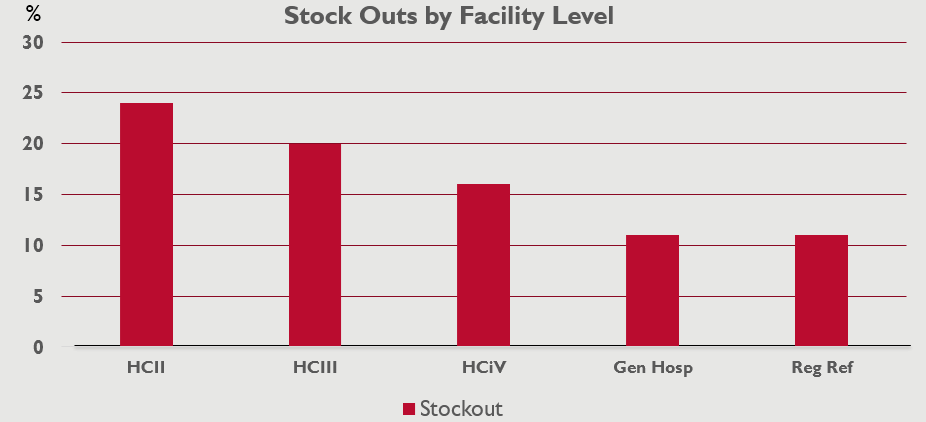 Stock Outs by Facility Level
%
30
25
20
15
10
5
0
HCII HCIII HCiV Gen Hosp Reg Ref
Stockout